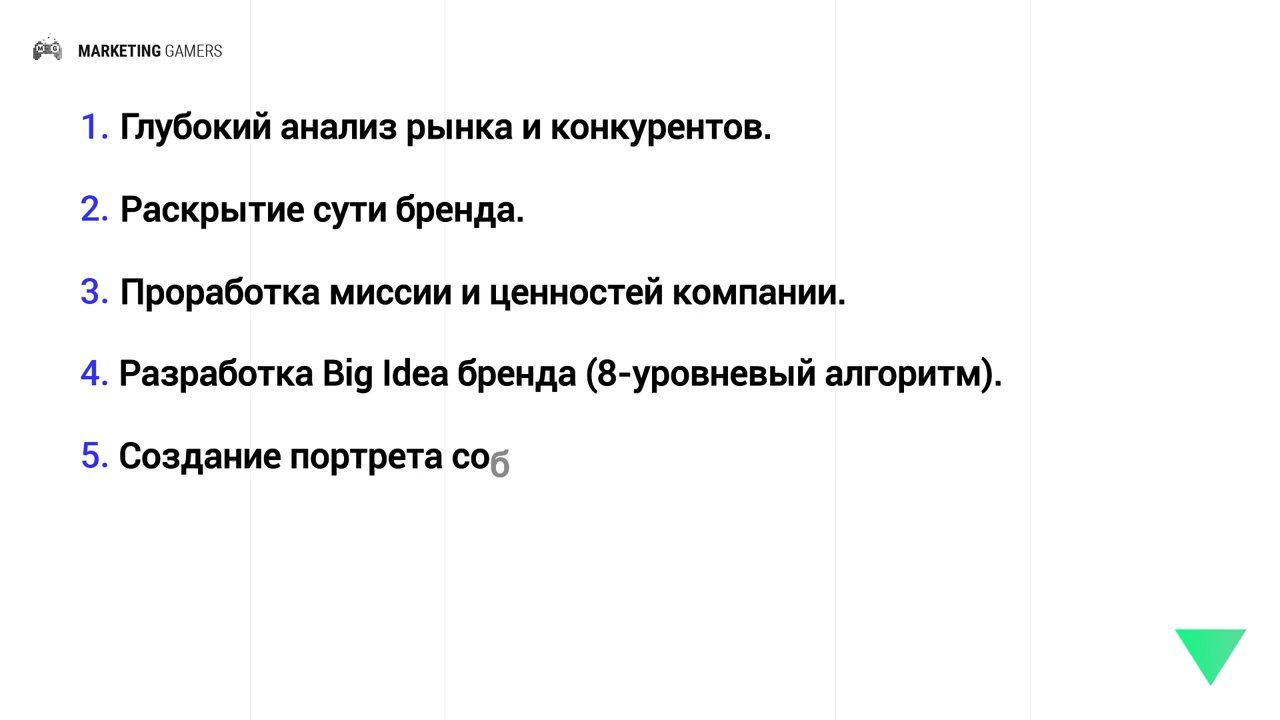 MARKETING GAMERS
1. Глубокий анализ рынка и конкурентов.
2. Раскрытие сути бренда.
3. Проработка миссии и ценностей компании.
4. Разработка Big Idea бренда (8-уровневый алгоритм).
5. Создание портрета соб